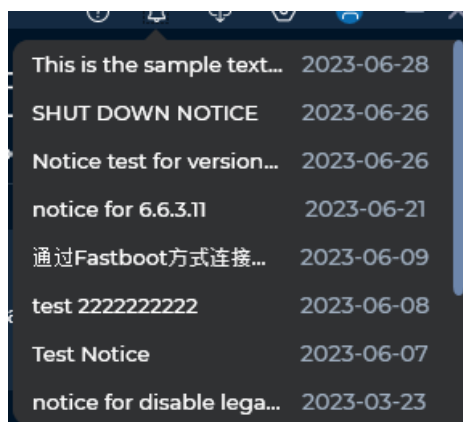 This is the sample text... 2023-06-28
SHUT DOWN NOTICE 2023-06-26
Notice test for version... 2023-06-26
notice for 6.6.3.11 2023-06-21
通过Fastboot方式连接... 2023-06-09
test 2222222222 2023-06-08
Test Notice 2023-06-07
notice for disable lega... 2023-03-23